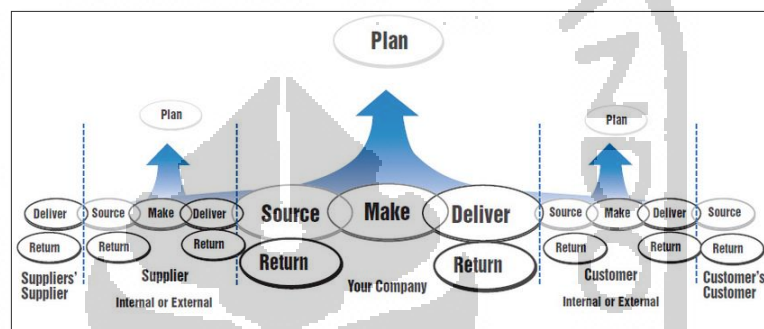 Plan
Plan
Plan
Deliver Source Make Deliver Source Make Deliver Source Make Deliver Source
Return Return Return Return Return Return Return Return
Suppliers' Supplier
Supplier
Internal or External
Your Company
Customer
Internal or External
Customer's
Customer